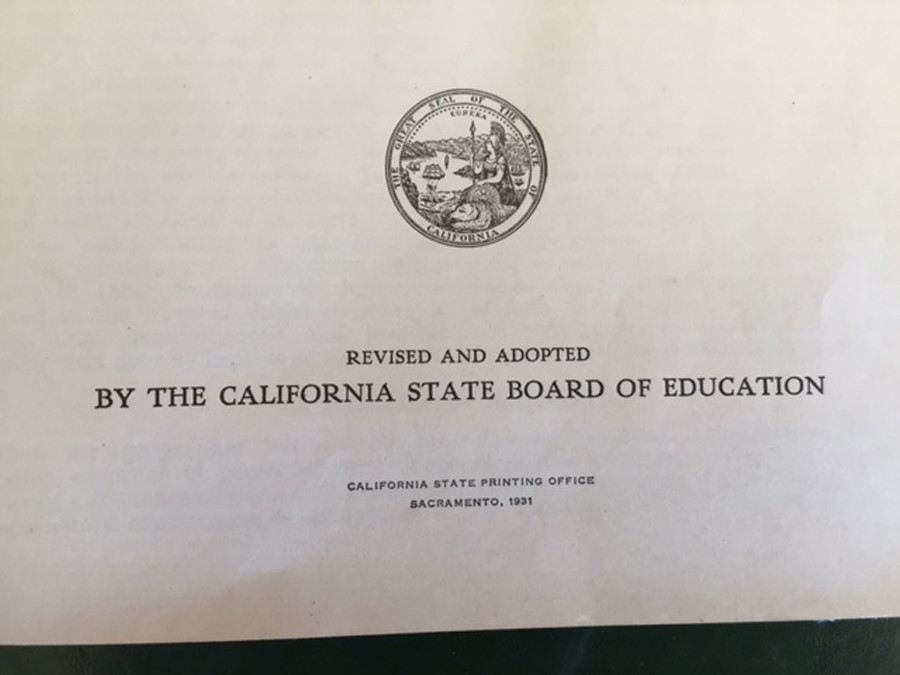 THE GREAT SEAL OF THE STATE OF CALIFORNIA
EUREKA
REVISED AND ADOPTED
BY THE CALIFORNIA STATE BOARD OF EDUCATION
CALIFORNIA STATE PRINTING OFFICE
SACRAMENTO, 1931